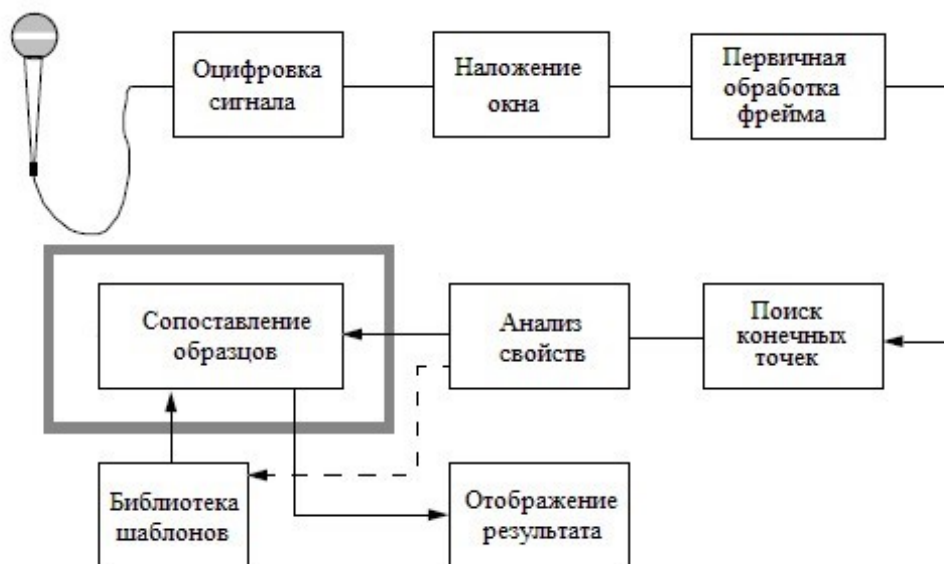 Оцифровка
сигнала
Наложение
окна
Первичная
обработка
фрейма
Сопоставление
образцов
Анализ
свойств
Поиск
конечных
точек
Библиотека
шаблонов
Отображение
результата